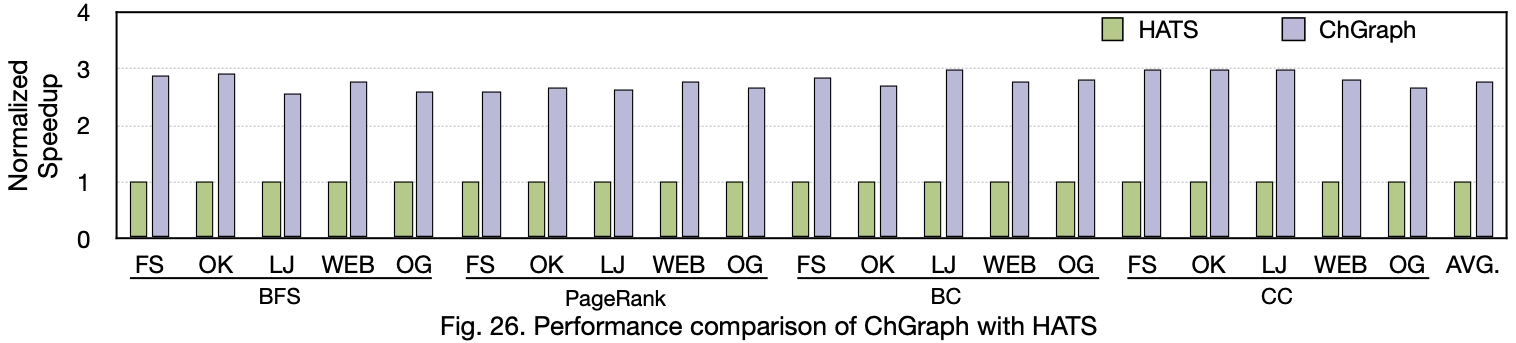 4
3
2
1
0
Normalized
Speedup
HATS
ChGraph
FS OK LJ WEB OG FS OK LJ WEB OG FS OK LJ WEB OG FS OK LJ WEB OG AVG.
BFS PageRank BC CC
Fig. 26. Performance comparison of ChGraph with HATS